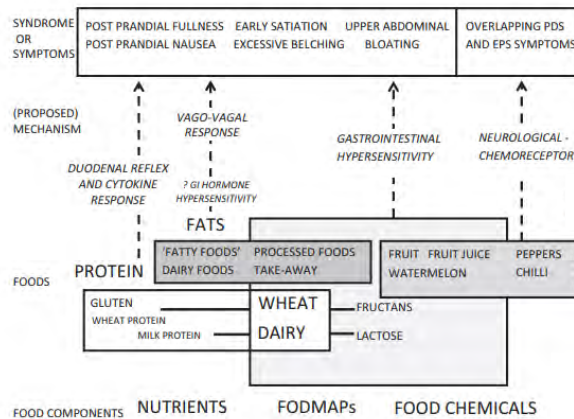 SYNDROME
OR
SYMPTOMS
POST PRANDIAL FULLNESS EARLY SATIATION UPPER ABDOMINAL
POST PRANDIAL NAUSEA EXCESSIVE BELCHING BLOATING
OVERLAPPING PDS
AND EPS SYMPTOMS
(PROPOSED)
MECHANISM
VAGO-VAGAL
RESPONSE
DUODENAL REFLEX
AND CYTOKINE
RESPONSE
? GI HORMONE
HYPERSENSITIVITY
GASTROINTESTINAL
HYPERSENSITIVITY
NEUROLOGICAL -
CHEMORECEPTOR
FATS
PROTEIN
'FATTY FOODS' PROCESSED FOODS
DAIRY FOODS TAKE-AWAY
FRUIT FRUIT JUICE PEPPERS
WATERMELON CHILLI
FOODS
GLUTEN
WHEAT PROTEIN
MILK PROTEIN
WHEAT
DAIRY
FRUCTANS
LACTOSE
FOOD COMPONENTS NUTRIENTS FODMAPs FOOD CHEMICALS